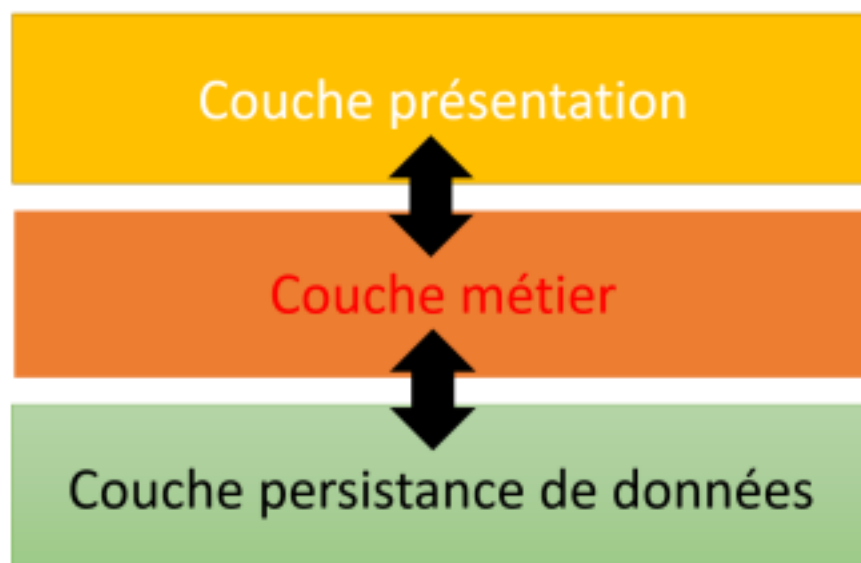 Couche présentation
Couche métier
Couche persistance de données